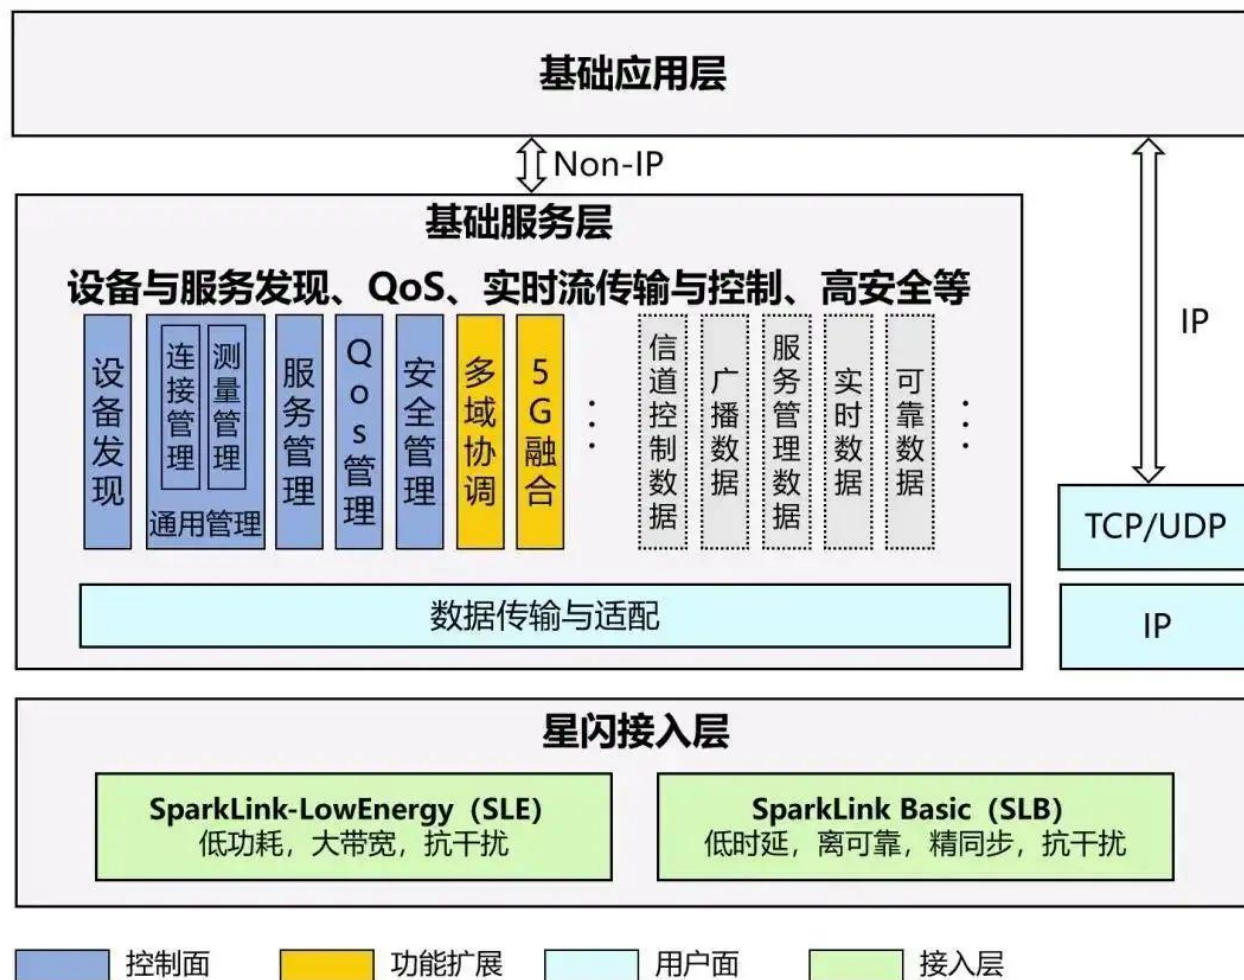 基础应用层
Non-IP
IP
基础服务层
设备与服务发现、QoS、实时流传输与控制、高安全等
设备发现
连接管理
测量管理
通用管理
服务管理
Qos管理
安全管理
多域协调
5G融合
⋮
信道控制数据
广播数据
服务管理数据
实时数据
可靠数据
⋮
数据传输与适配
TCP/UDP
IP
星闪接入层
SparkLink-LowEnergy（SLE）
低功耗，大带宽，抗干扰
SparkLink Basic（SLB）
低时延，离可靠，精同步，抗干扰
控制面
功能扩展
用户面
接入层